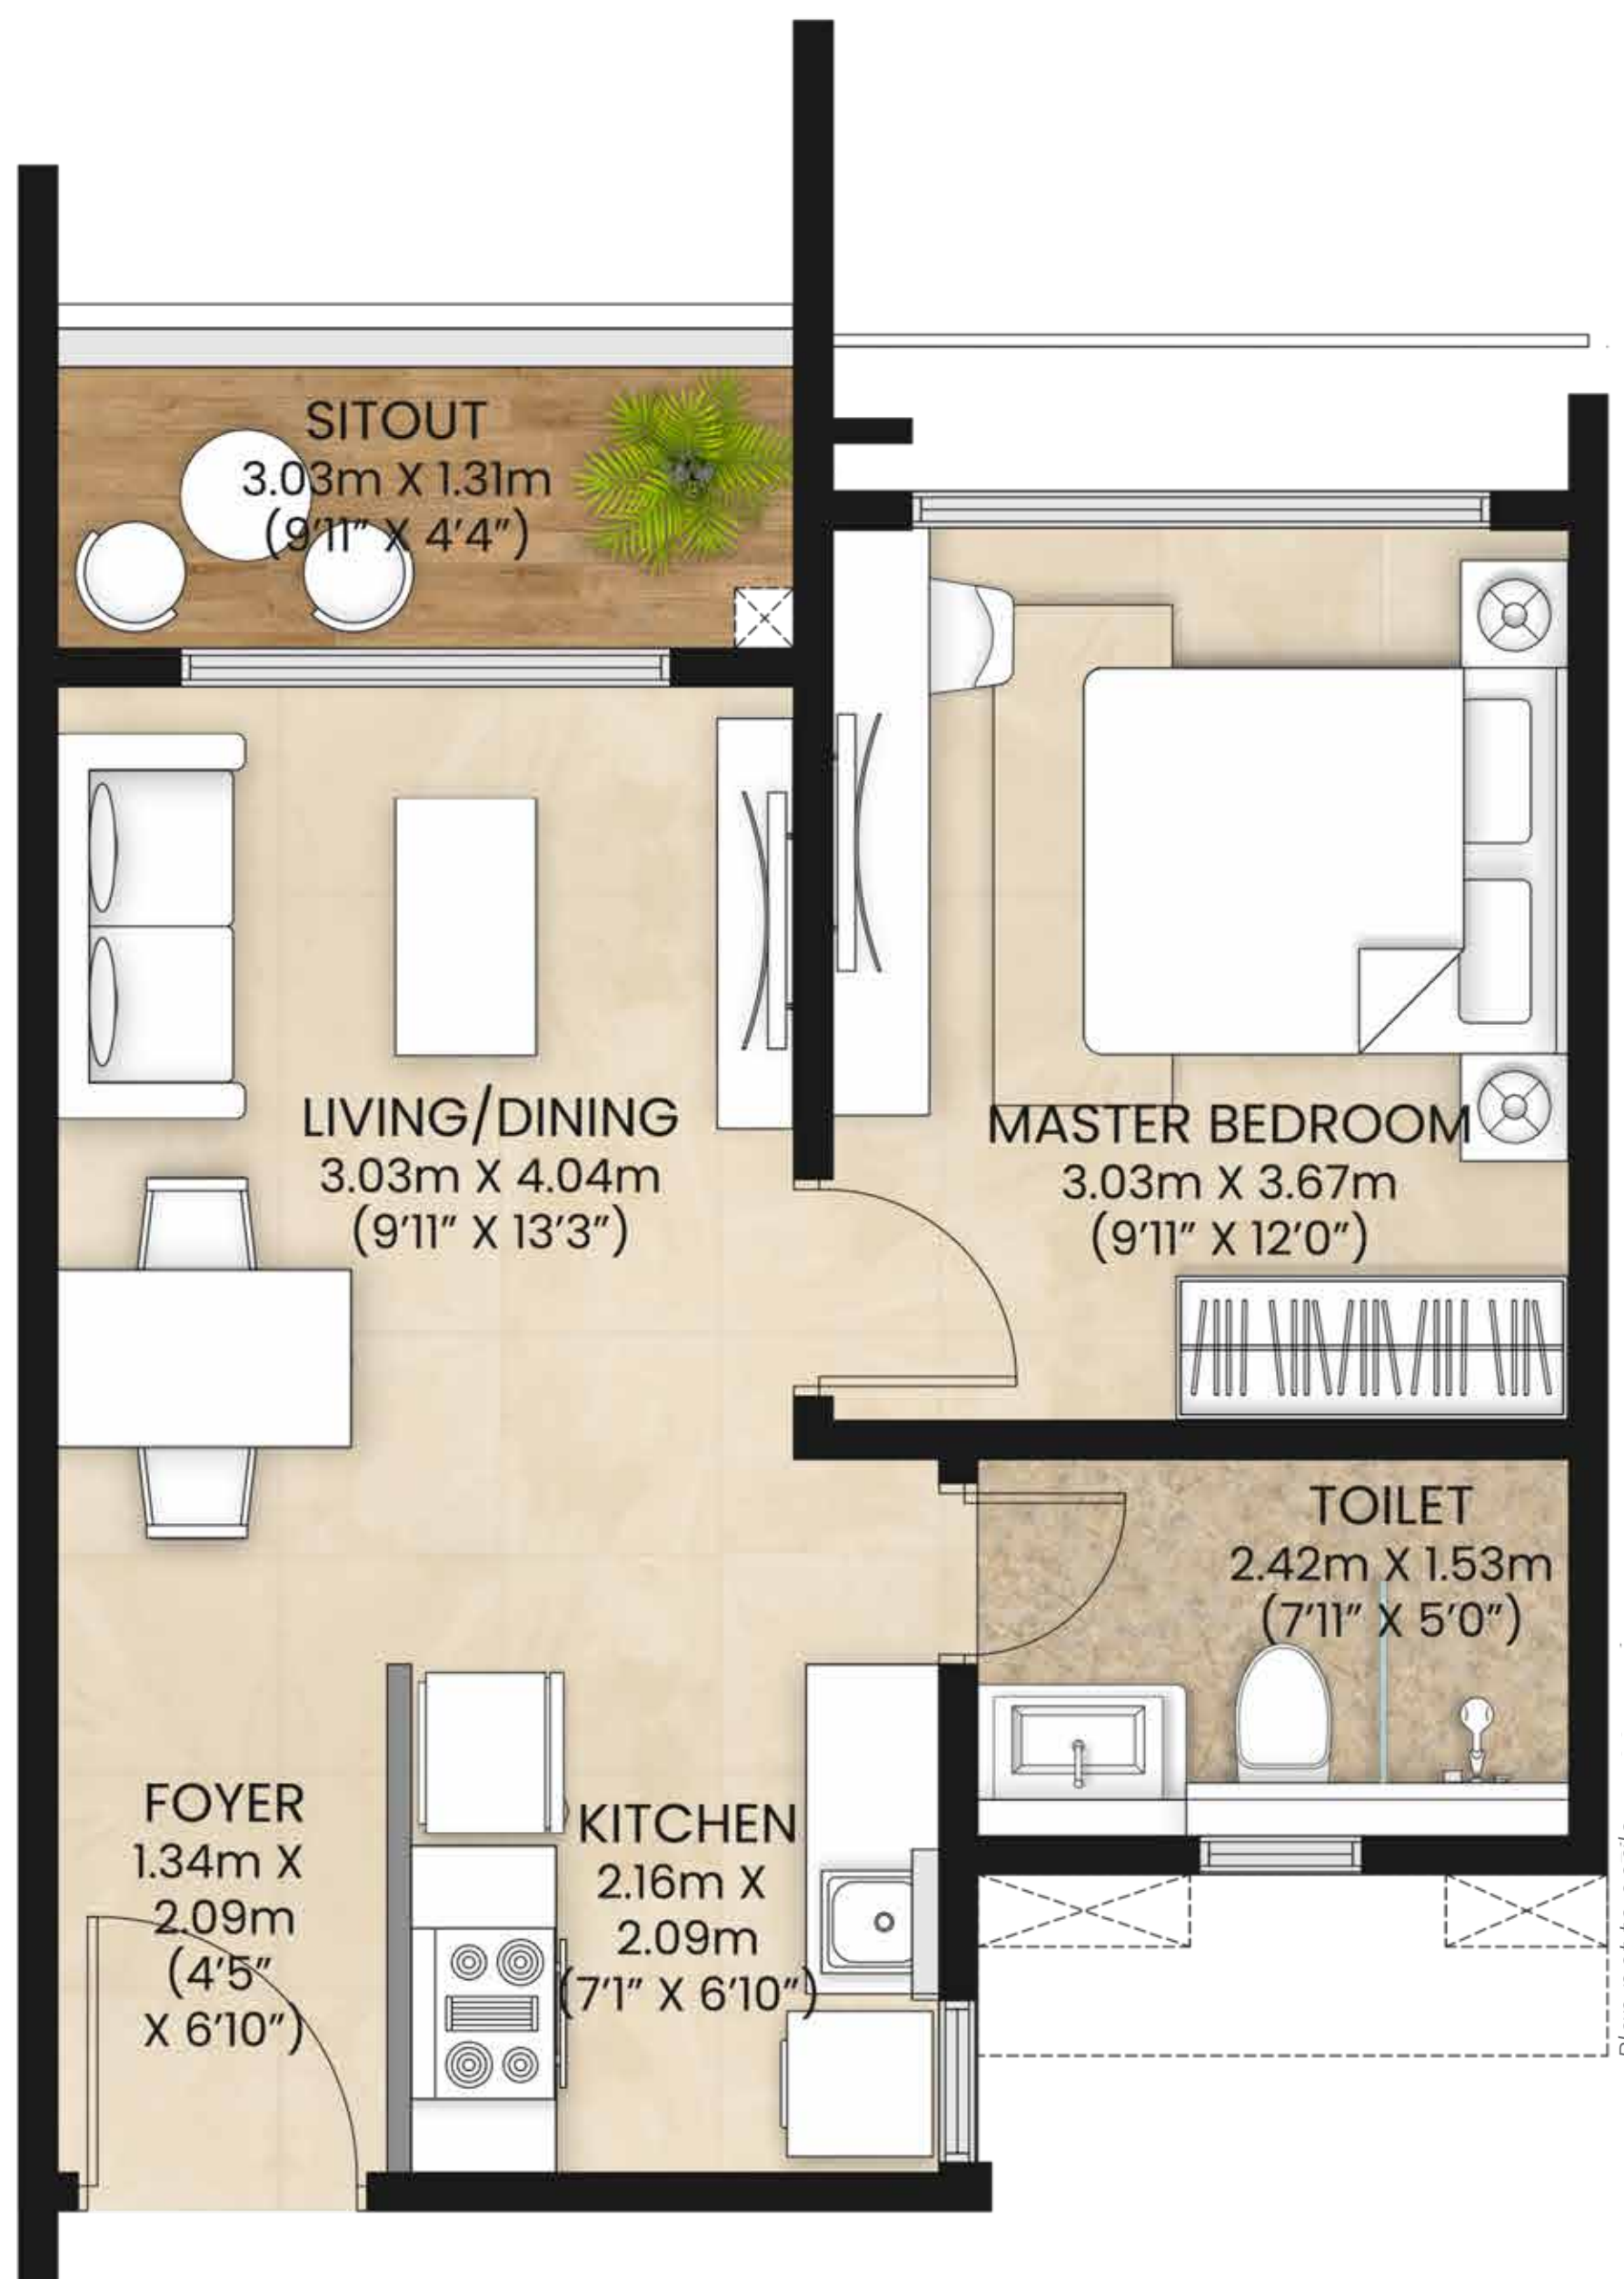 SITOUT
3.03m X 1.31m
(9'11" X 4'4")
LIVING/DINING
3.03m X 4.04m
(9'11" X 13'3")
MASTER BEDROOM
3.03m X 3.67m
(9'11" X 12'0")
TOILET
2.42m X 1.53m
(7'11" X 5'0")
FOYER
1.34m X
2.09m
(4'5"
X 6'10")
KITCHEN
2.16m X
2.09m
(7'1" X 6'10")